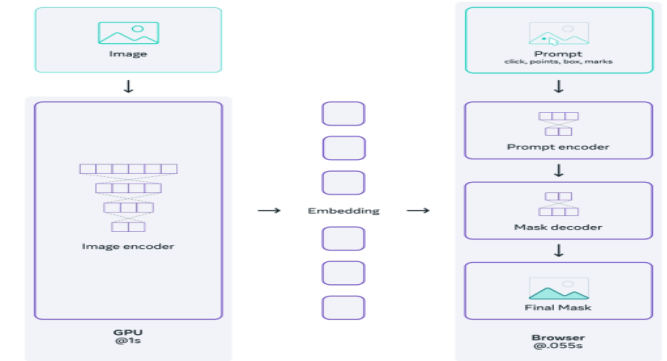 Image
Image encoder
GPU
@1s
Embedding
Prompt
click, points, box, marks
Prompt encoder
Mask decoder
Final Mask
Browser
@.055s